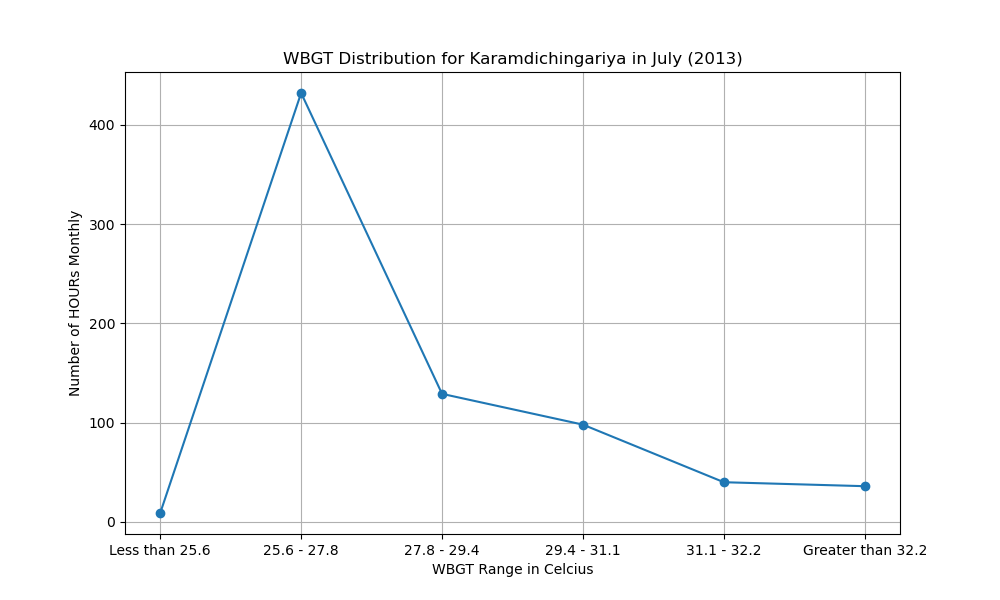 WBGT Distribution for Karamdichingariya in July (2013)
Number of HOURs Monthly
400
300
200
100
0
Less than 25.6
25.6 - 27.8
27.8 - 29.4
29.4 - 31.1
31.1 - 32.2
Greater than 32.2
WBGT Range in Celcius